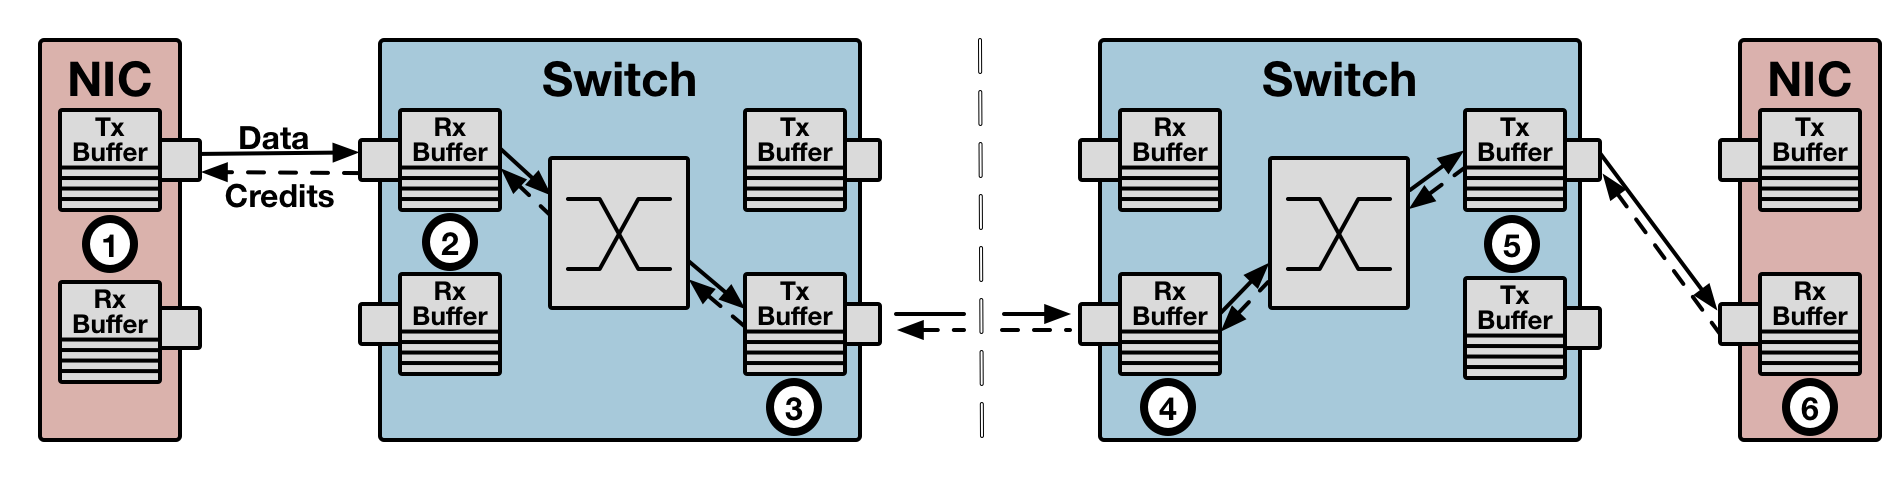 NIC
Tx
Buffer
1
Rx
Buffer
Data
Credits
Switch
Rx
Buffer
2
Rx
Buffer
Tx
Buffer
Tx
Buffer
3
Switch
Rx
Buffer
Rx
Buffer
4
Tx
Buffer
5
Tx
Buffer
NIC
Tx
Buffer
Rx
Buffer
6